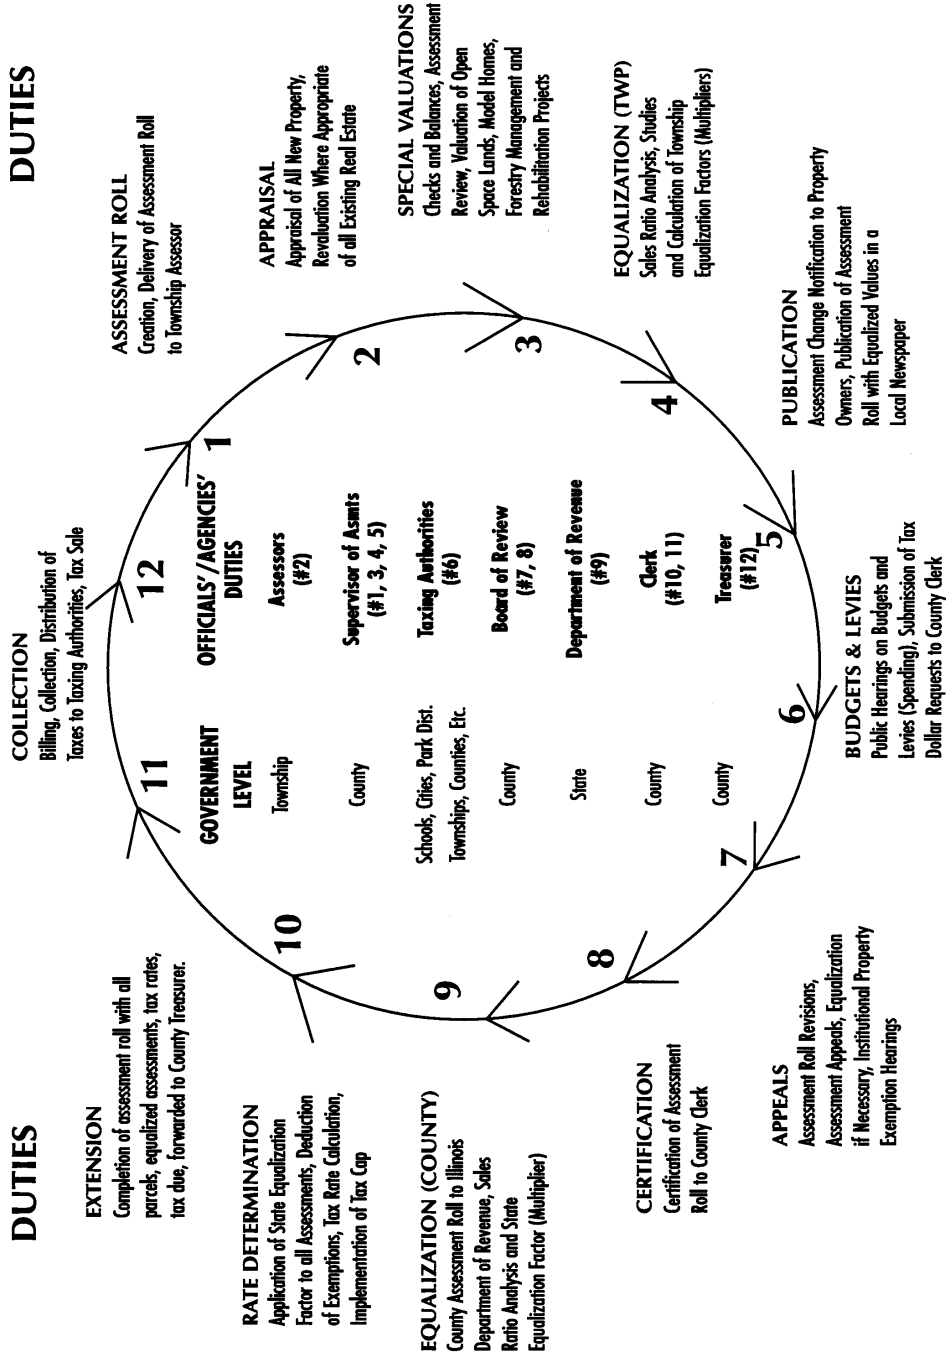 DUTIES
DUTIES
COLLECTION
Billing, Collection, Distribution of
Taxes to Taxing Authorities, Tax Sale
ASSESSMENT ROLL
Creation, Delivery of Assessment Roll
to Township Assessor
APPRAISAL
Appraisal of All New Property,
Revaluation Where Appropriate
of all Existing Real Estate
SPECIAL VALUATIONS
Checks and Balances, Assessment
Review, Valuation of Open
Space Lands, Model Homes,
Forestry Management and
Rehabilitation Projects
EQUALIZATION (TWP)
Sales Ratio Analysis, Studies
and Calculation of Township
Equalization Factors (Multipliers)
PUBLICATION
Assessment Change Notification to Property
Owners, Publication of Assessment
Roll with Equalized Values in a
Local Newspaper
BUDGETS & LEVIES
Public Hearings on Budgets and
Levies (Spending), Submission of Tax
Dollar Requests to County Clerk
APPEALS
Assessment Roll Revisions,
Assessment Appeals, Equalization
if Necessary, Institutional Property
Exemption Hearings
CERTIFICATION
Certification of Assessment
Roll to County Clerk
EQUALIZATION (COUNTY)
County Assessment Roll to Illinois
Department of Revenue, Sales
Ratio Analysis and State
Equalization Factor (Multiplier)
RATE DETERMINATION
Application of State Equalization
Factor to all Assessments, Deduction
of Exemptions, Tax Rate Calculation,
Implementation of Tax Cap
EXTENSION
Completion of assessment roll with all
parcels, equalized assessments, tax rates,
tax due, forwarded to County Treasurer.
12
1
2
3
4
5
6
7
8
9
10
11
GOVERNMENT
LEVEL
OFFICIALS'/AGENCIES'
DUTIES
Township
Assessors
(#2)
County
Supervisor of Asmts
(#1, 3, 4, 5)
Schools, Cities, Park Dist.
Townships, Counties, Etc.
Taxing Authorities
(#6)
County
Board of Review
(#7, 8)
State
Department of Revenue
(#9)
County
Clerk
(#10, 11)
County
Treasurer
(#12)